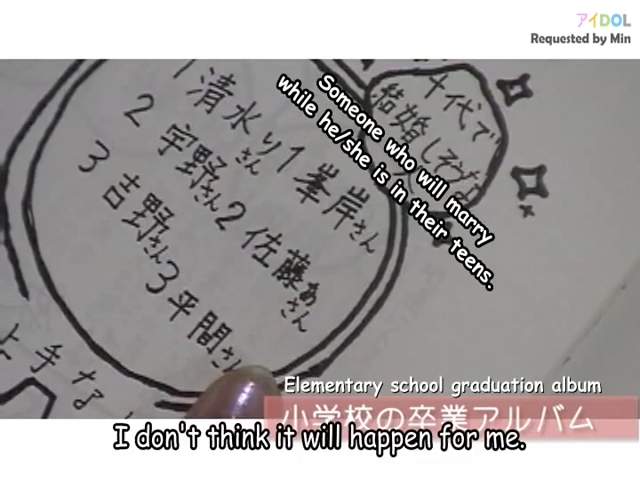 アイDOL
Requested by Min
十代で
結婚しそうな
Someone who will marry
while he/she is in their teens.
1 清水りさん
2 宇野さん
3 吉野さん
1 峯岸さん
2 佐藤あさん
3 平間さん
上手な
Elementary school graduation album
小学校の卒業アルバム
I don't think it will happen for me.